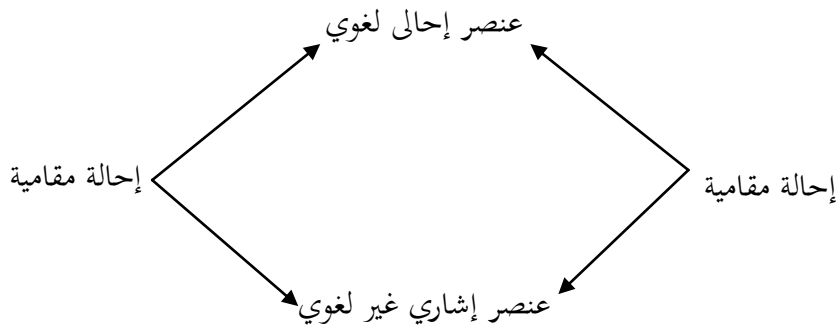 عنصر إحالى لغوي
إحالة مقامية
إحالة مقامية
عنصر إشاري غير لغوي